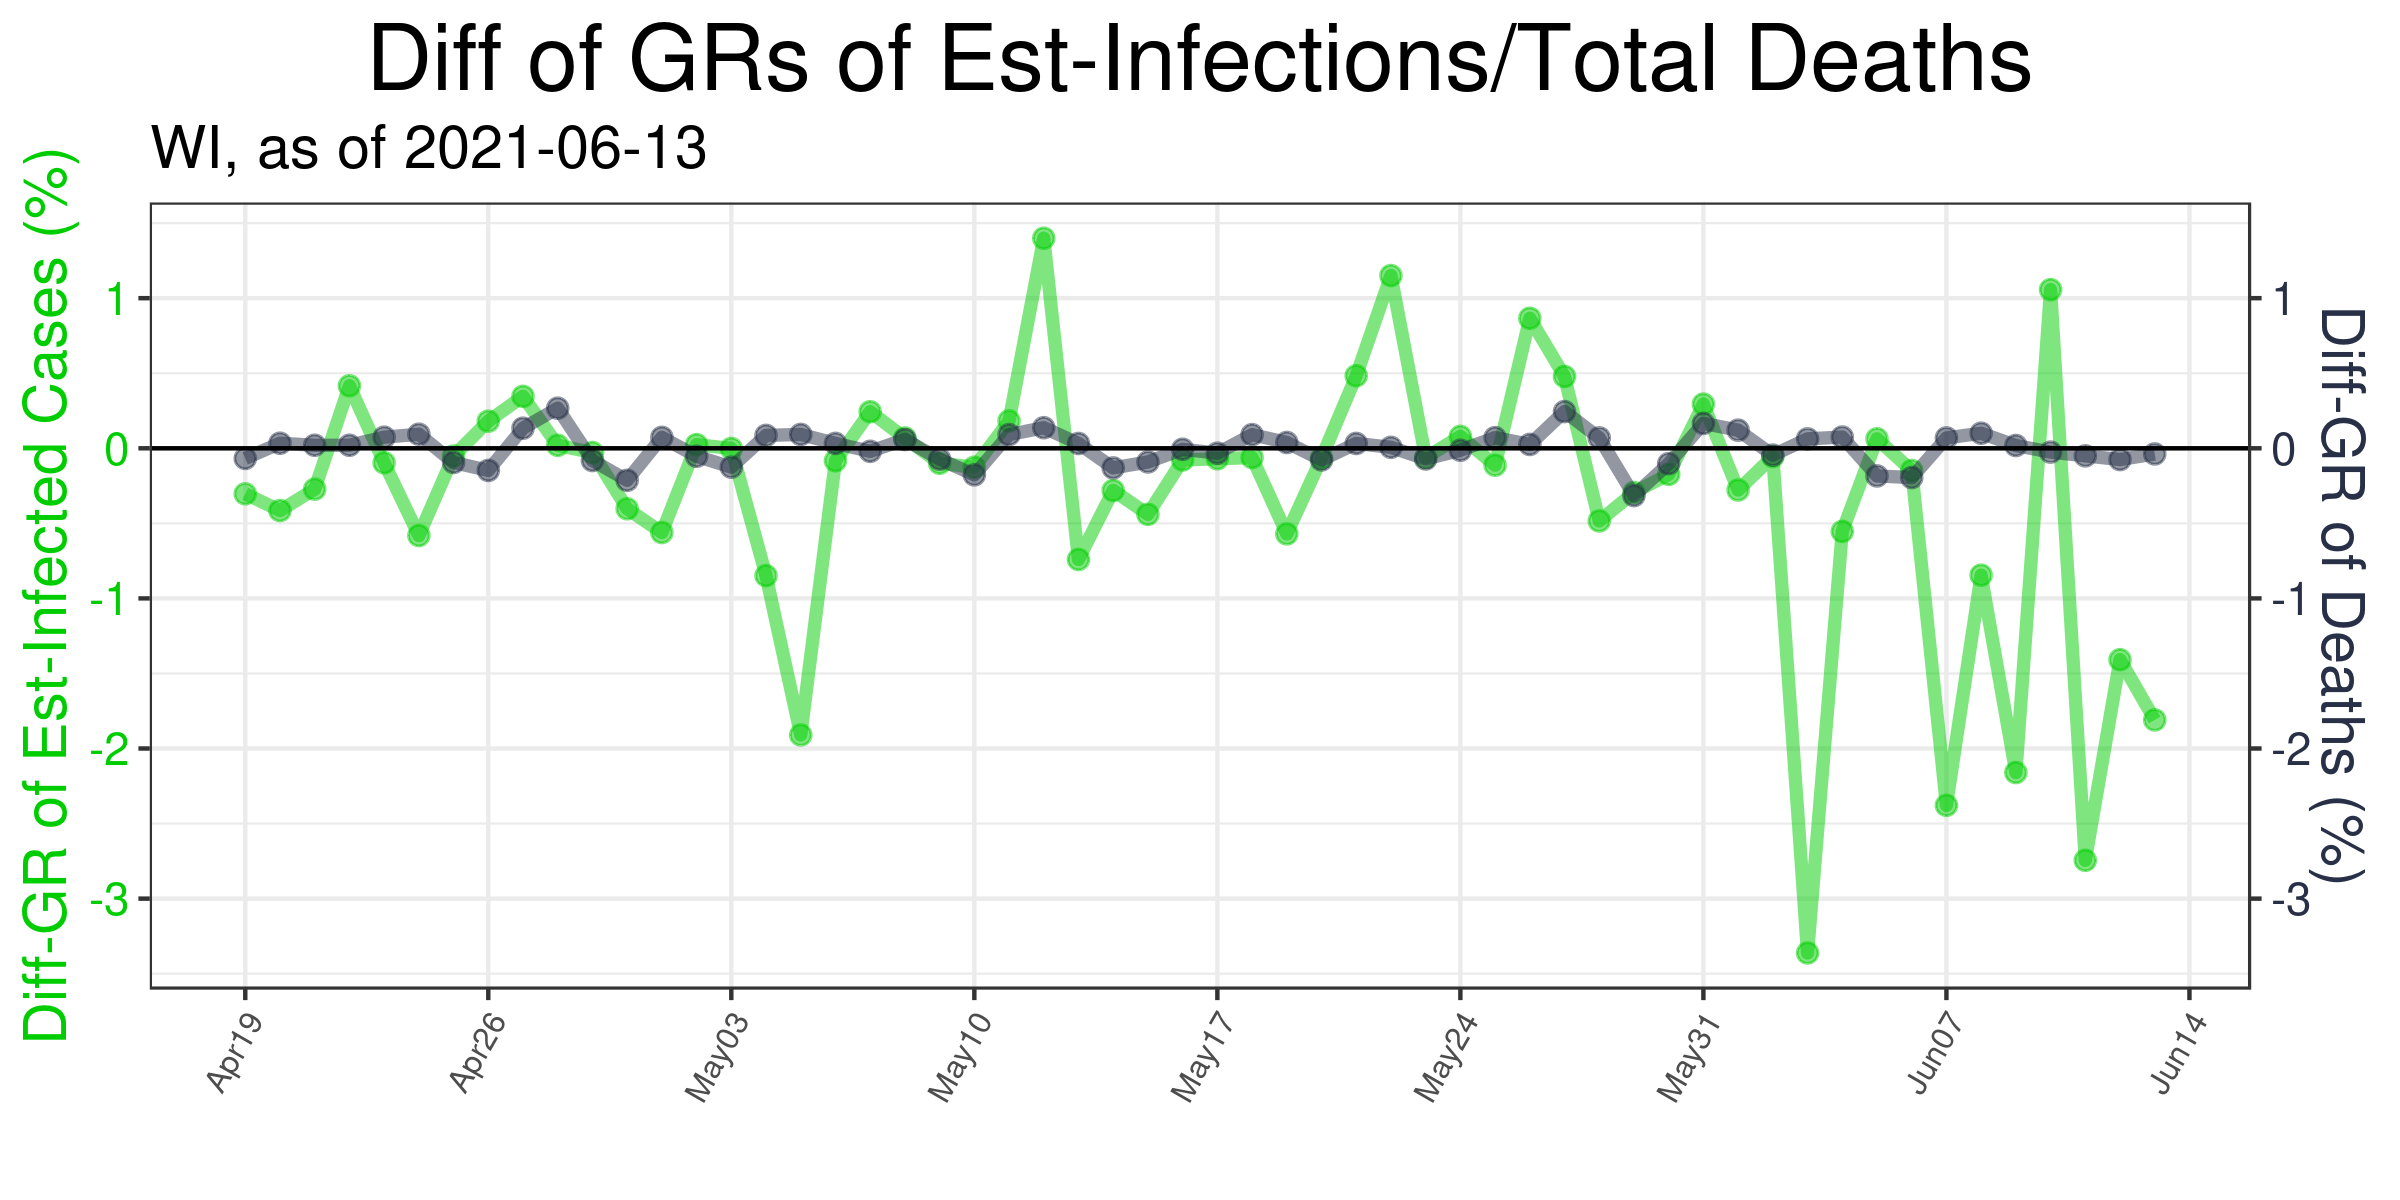 Diff of GRs of Est-Infections/Total Deaths
WI, as of 2021-06-13
Diff-GR of Est-Infected Cases (%)
1
0
-1
-2
-3
1
0
-1
-2
-3
Diff-GR of Deaths (%)
Apr19
Apr26
May03
May10
May17
May24
May31
Jun07
Jun14